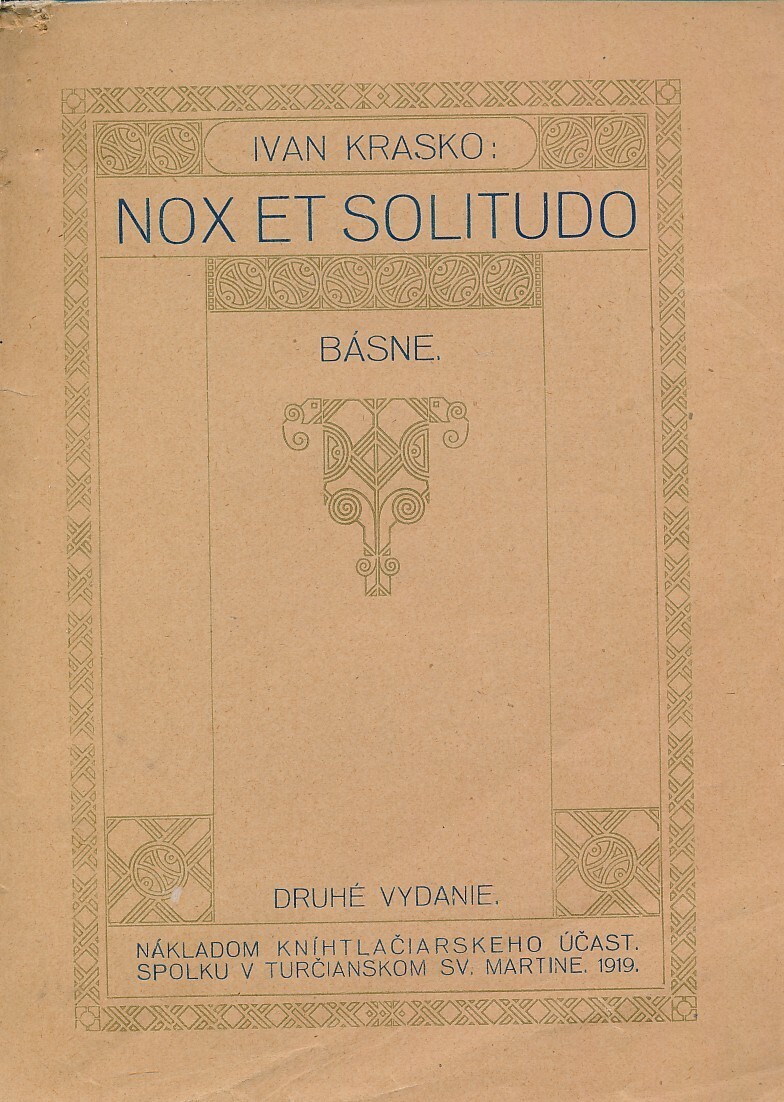 IVAN KRASKO:
NOX ET SOLITUDO
BÁSNE.
DRUHÉ VYDANIE.
NÁKLADOM KNÍHTLAČIARSKEHO ÚČAST.
SPOLKU V TURČIANSKOM SV. MARTINE. 1919.